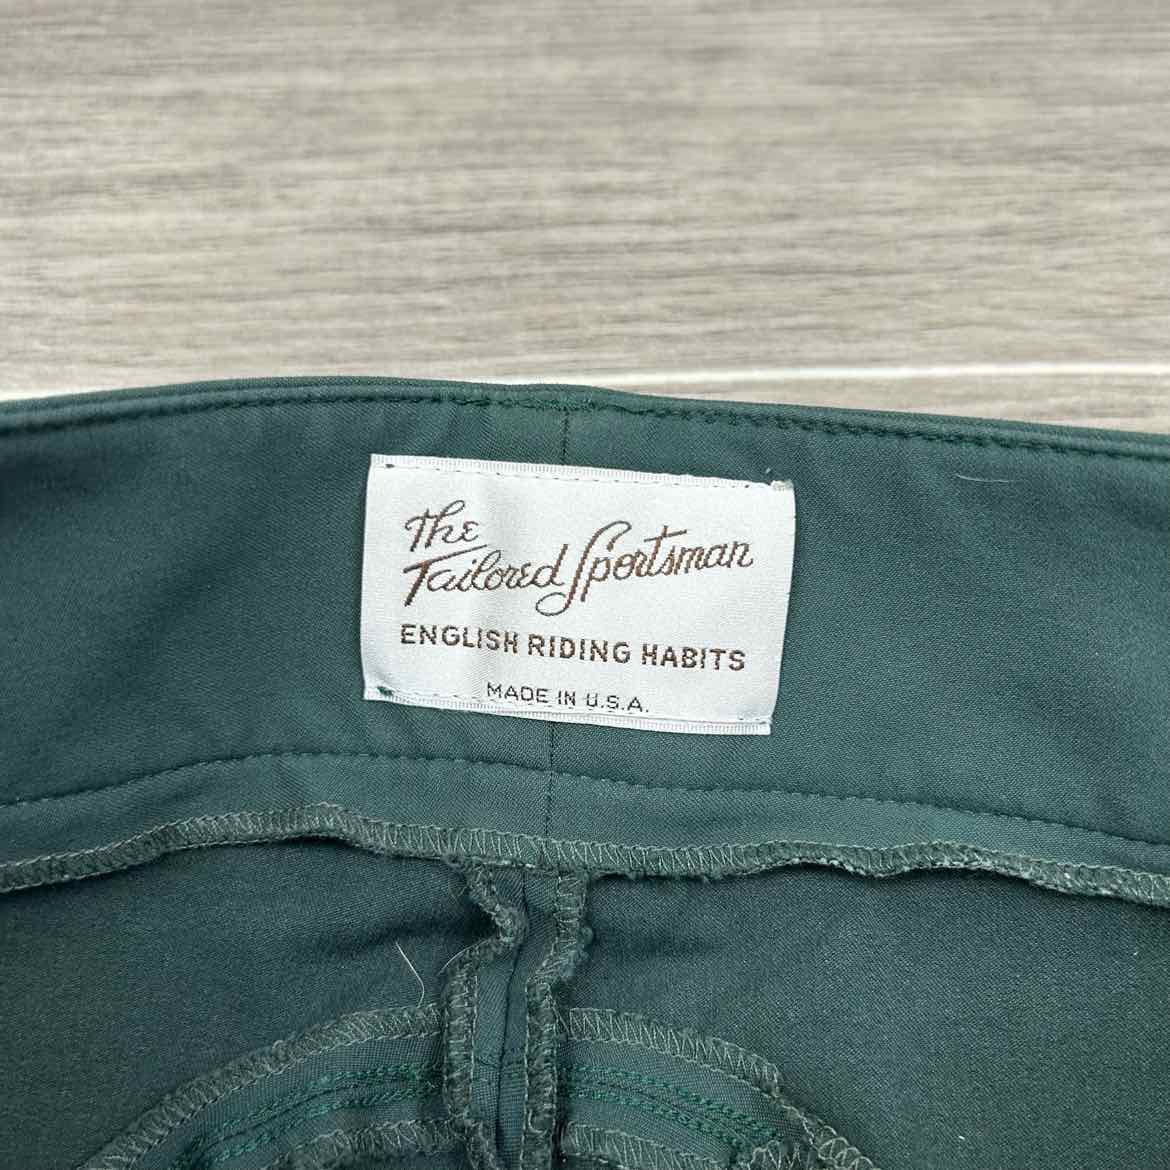 The
Tailored Sportsman
ENGLISH RIDING HABITS
MADE IN U.S.A.